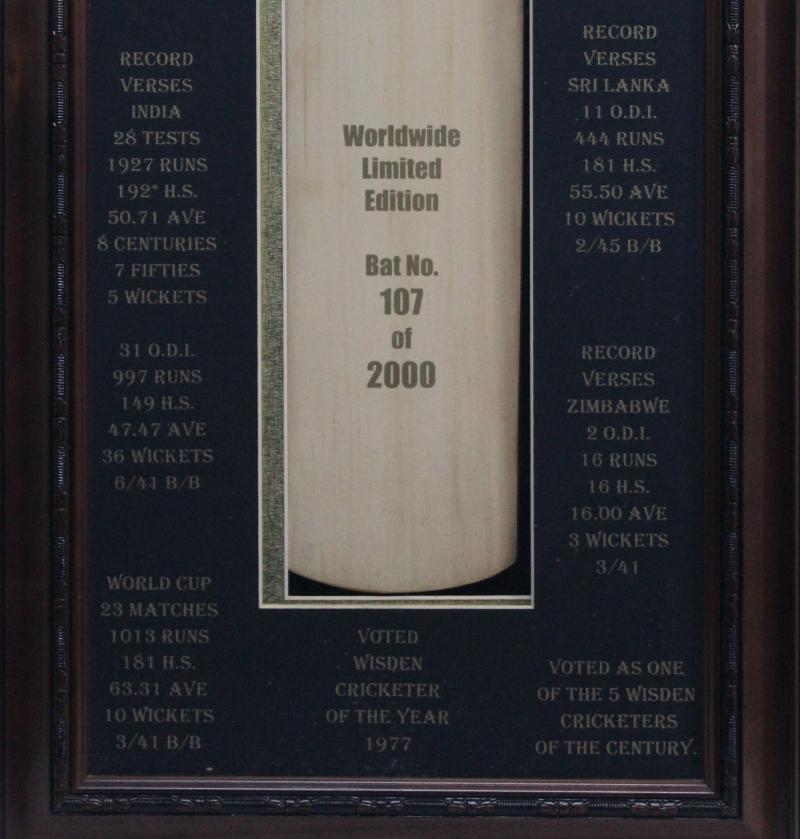 RECORD
VERSES
INDIA
28 TESTS
1927 RUNS
192* H.S.
50.71 AVE
8 CENTURIES
7 FIFTIES
5 WICKETS
31 O.D.I.
997 RUNS
149 H.S.
47.47 AVE
36 WICKETS
6/41 B/B
WORLD CUP
23 MATCHES
1013 RUNS
181 H.S.
63.31 AVE
10 WICKETS
3/41 B/B
Worldwide
Limited
Edition
Bat No.
107
of
2000
VOTED
WISDEN
CRICKETER
OF THE YEAR
1977
RECORD
VERSES
SRI LANKA
11 O.D.I.
444 RUNS
181 H.S.
55.50 AVE
10 WICKETS
2/45 B/B
RECORD
VERSES
ZIMBABWE
2 O.D.I.
16 RUNS
16 H.S.
16.00 AVE
3 WICKETS
3/41
VOTED AS ONE
OF THE 5 WISDEN
CRICKETERS
OF THE CENTURY.